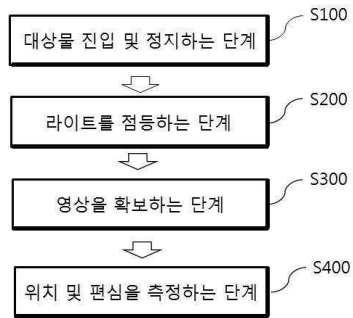 S100
대상물 진입 및 정지하는 단계
S200
라이트를 점등하는 단계
S300
영상을 확보하는 단계
S400
위치 및 편심을 측정하는 단계